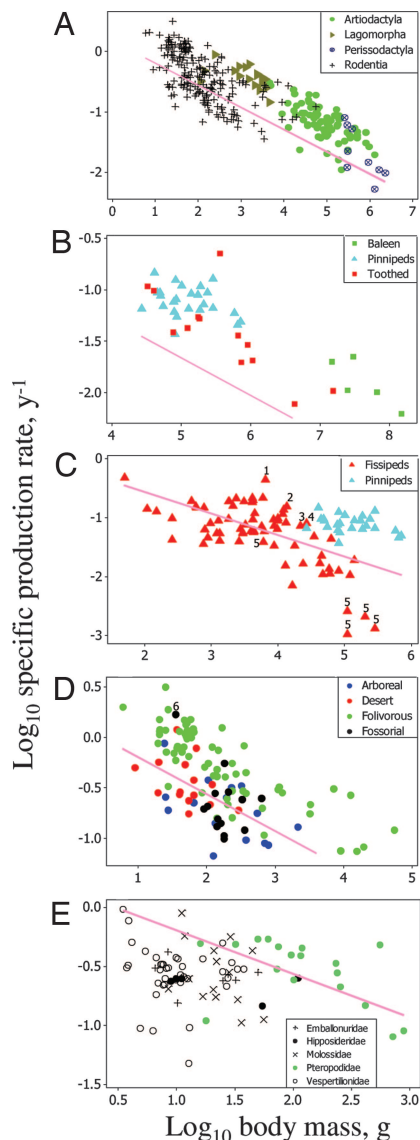 A
Artiodactyla
Lagomorpha
Perissodactyla
Rodentia
0
-1
-2
0 1 2 3 4 5 6 7
B
Baleen
Pinnipeds
Toothed
-0.5
-1.0
-1.5
-2.0
4 5 6 7 8
C
Fissipeds
Pinnipeds
0
-1
-2
-3
1
2
3 4
5
5
5
5
5
2 3 4 5 6
D
Arboreal
Desert
Folivorous
Fossorial
0.5
0.0
-0.5
-1.0
6
1 2 3 4 5
E
Emballonuridae
Hipposideridae
Molossidae
Pteropodidae
Vespertilionidae
0.0
-0.5
-1.0
-1.5
0.5 1.0 1.5 2.0 2.5 3.0
Log10 specific production rate, y-1
Log10 body mass, g